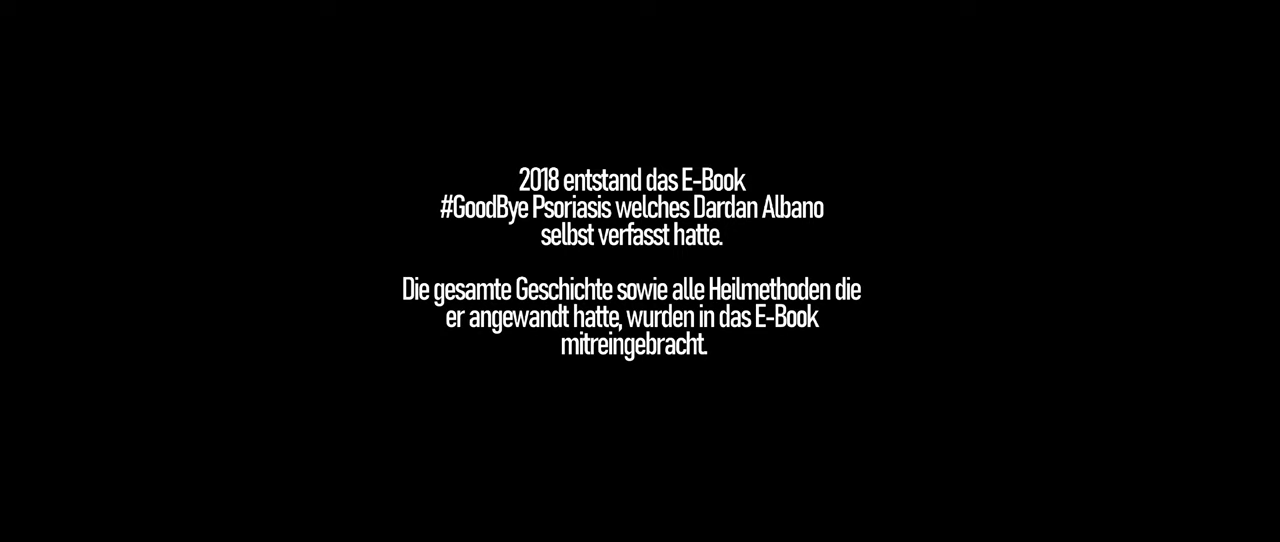 2018 entstand das E-Book
#GoodBye Psoriasis welches Dardan Albano
selbst verfasst hatte.
Die gesamte Geschichte sowie alle Heilmethoden die
er angewandt hatte, wurden in das E-Book
mitreingebracht.